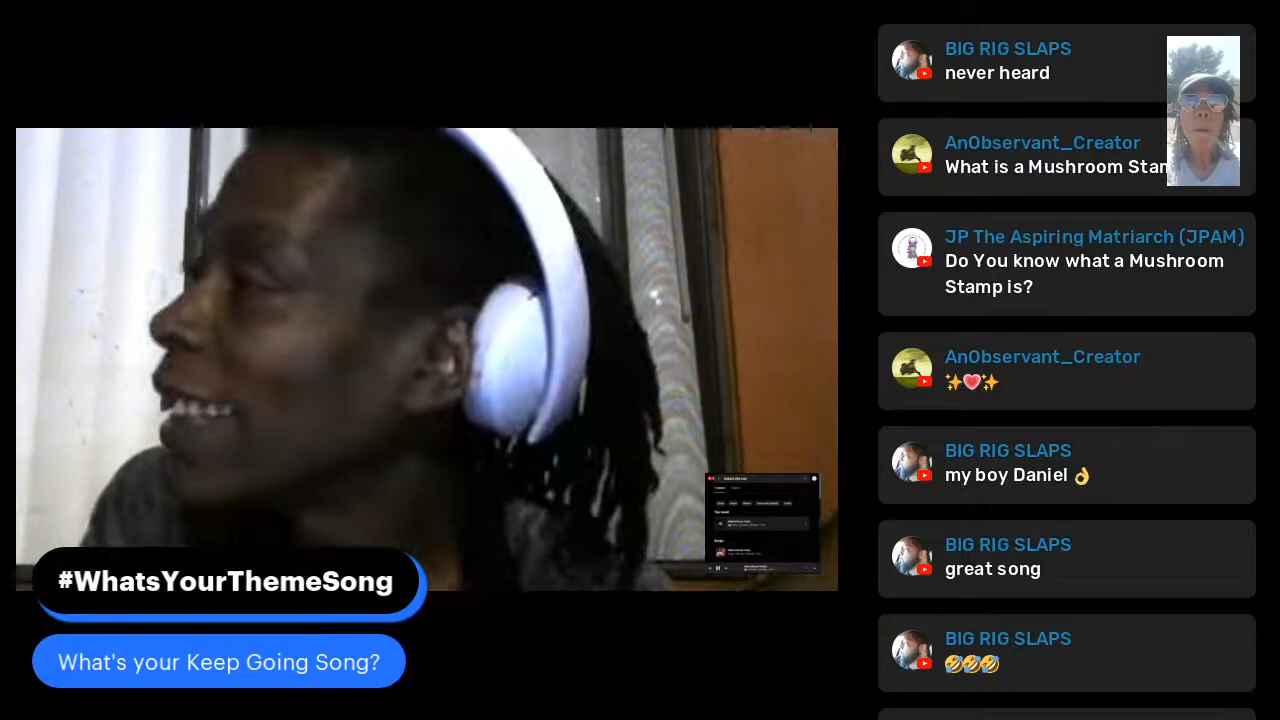 BIG RIG SLAPS
never heard
AnObservant_Creator
What is a Mushroom
JP The Aspiring Matriarch (JPAM)
Do You know what a Mushroom
Stamp is?
AnObservant_Creator
✨💗✨
BIG RIG SLAPS
my boy Daniel 👌
BIG RIG SLAPS
great song
BIG RIG SLAPS
🤣🤣🤣
#WhatsYourThemeSong
What's your Keep Going Song?